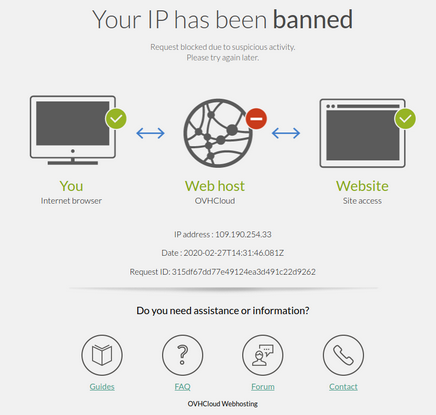 Your IP has been banned
Request blocked due to suspicious activity.
Please try again later.
You
Internet browser
Web host
OVHCloud
Website
Site access
IP address : 109.190.254.33
Date : 2020-02-27T14:31:46.081Z
Request ID: 315df67dd77e49124ea3d491c22d9262
Do you need assistance or information?
Guides
FAQ
Forum
Contact
OVHCloud Webhosting